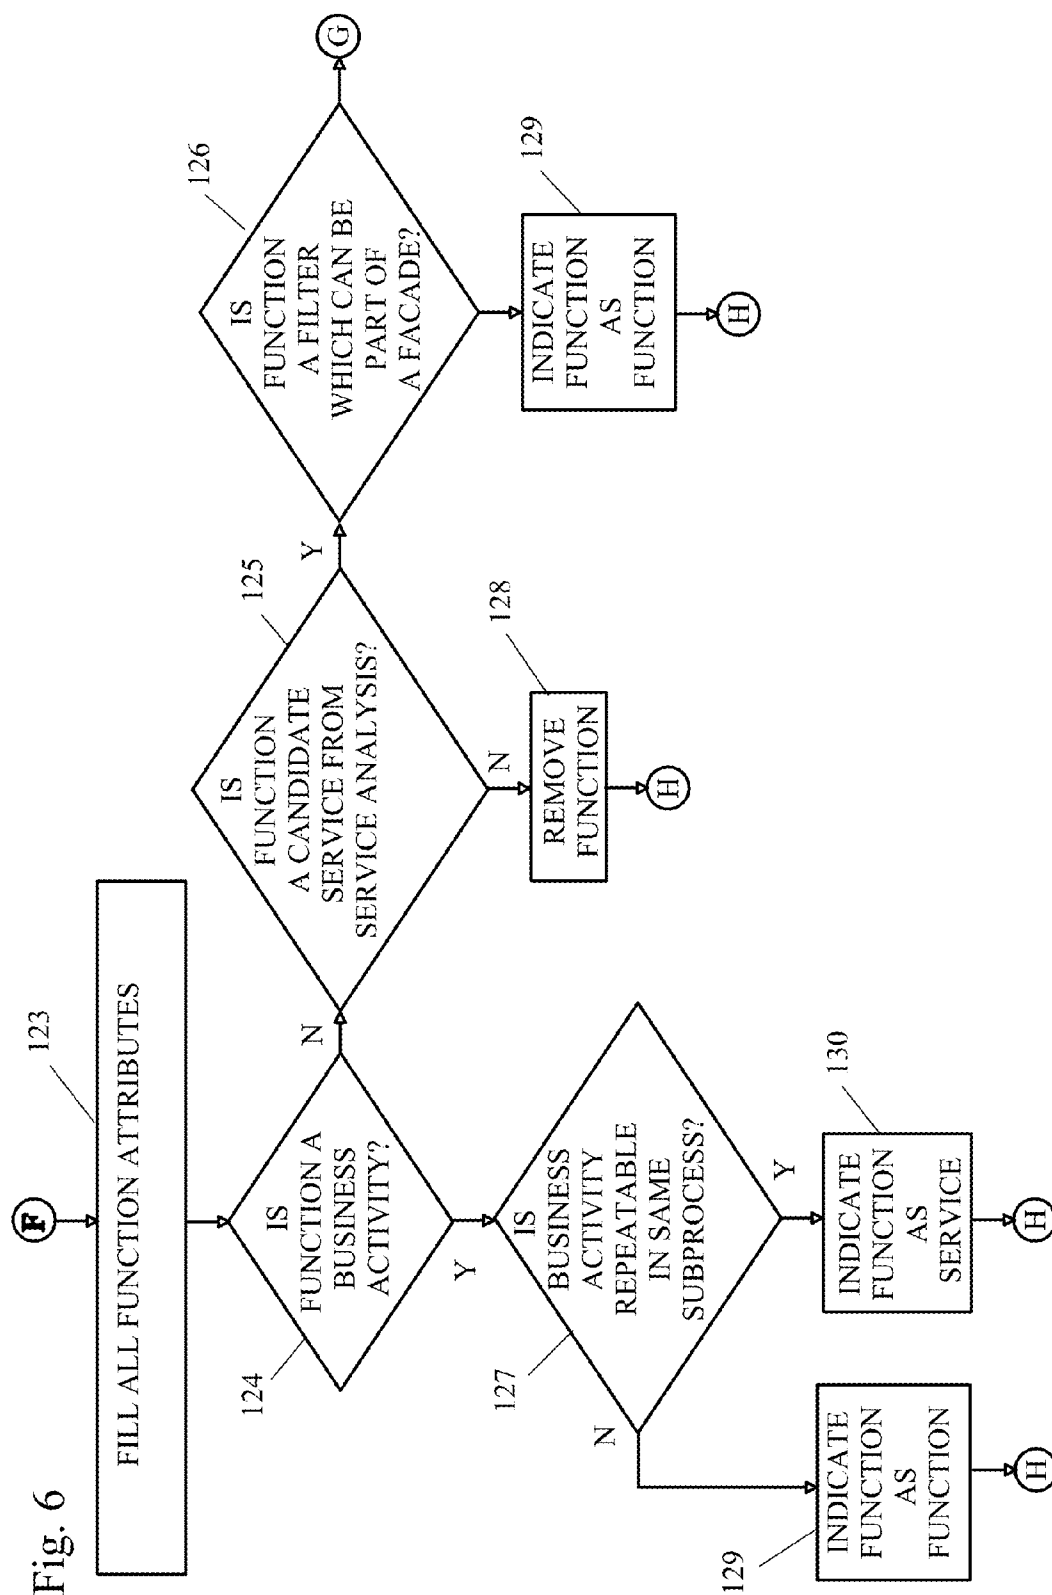 Fig. 6
F
123
FILL ALL FUNCTION ATTRIBUTES
124
IS
FUNCTION A
BUSINESS
ACTIVITY?
N
Y
125
IS
FUNCTION
A CANDIDATE
SERVICE FROM
SERVICE ANALYSIS?
Y
N
126
IS
FUNCTION
A FILTER
WHICH CAN BE
PART OF
A FACADE?
G
127
IS
BUSINESS
ACTIVITY
REPEATABLE
IN SAME
SUBPROCESS?
N
Y
128
REMOVE
FUNCTION
H
129
INDICATE
FUNCTION
AS
FUNCTION
H
129
INDICATE
FUNCTION
AS
FUNCTION
H
130
INDICATE
FUNCTION
AS
SERVICE
H